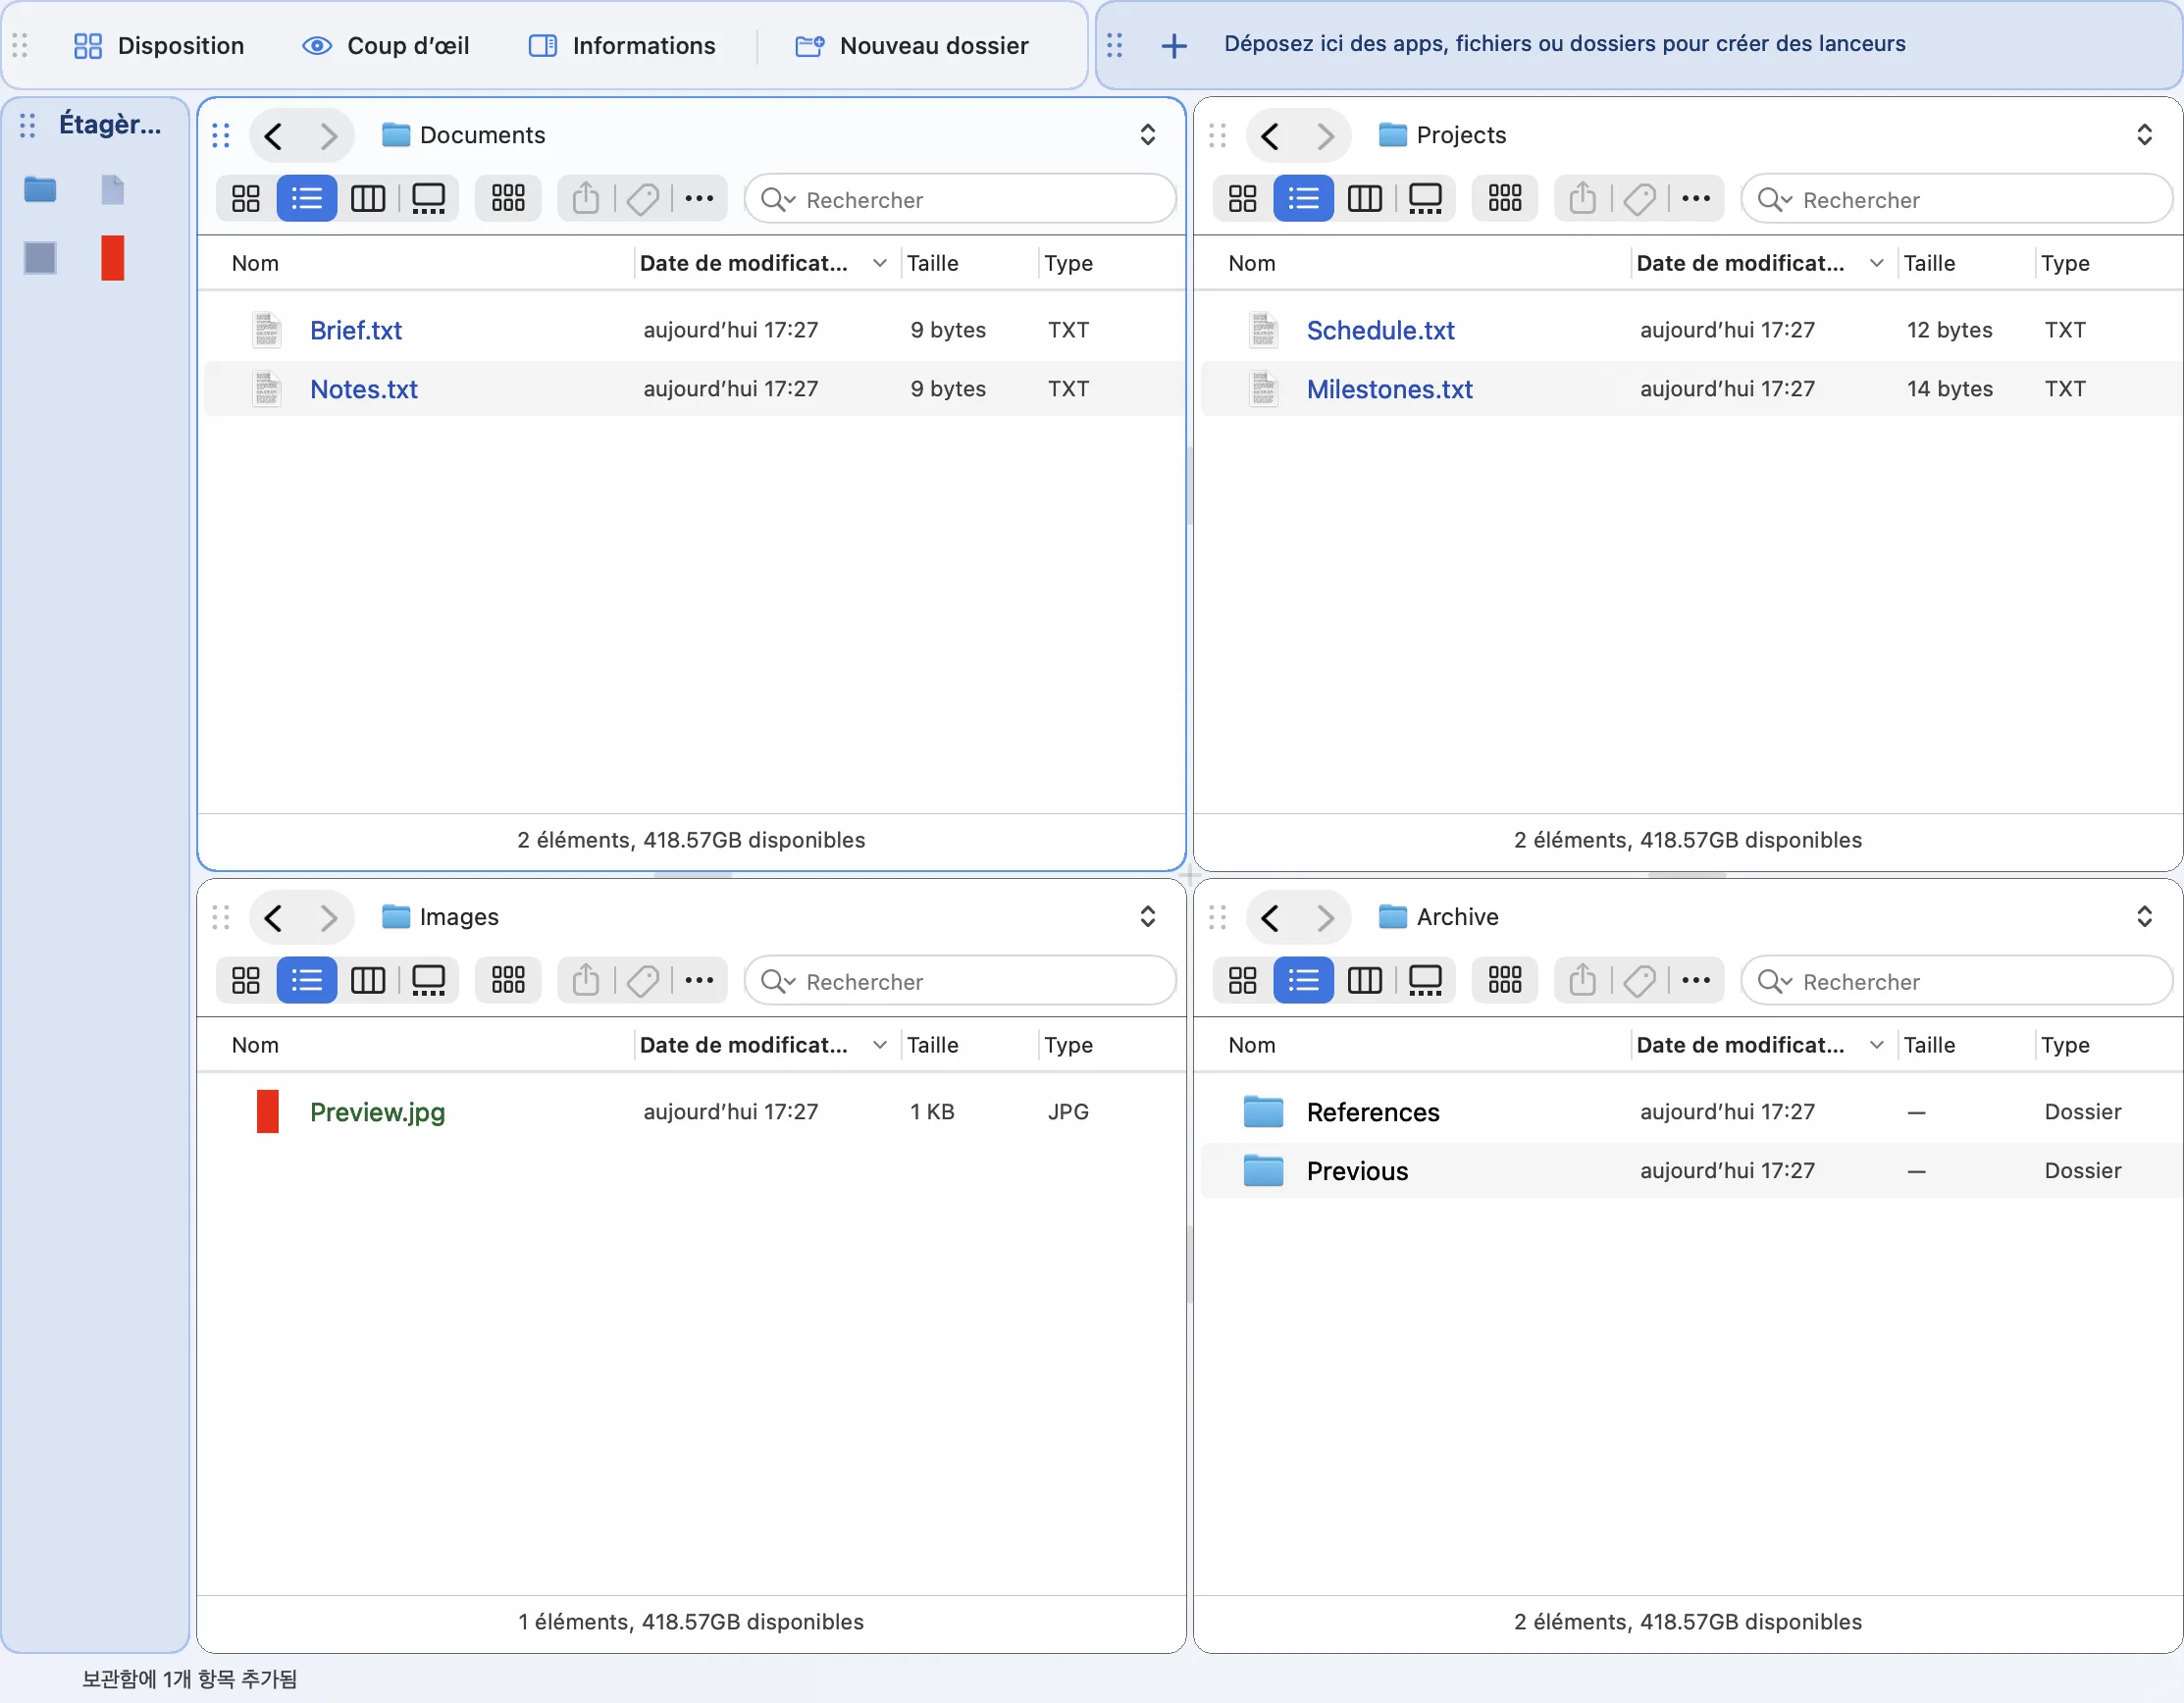 Disposition
Coup d’œil
Informations
Nouveau dossier
Déposez ici des apps, fichiers ou dossiers pour créer des lanceurs
Étagèr...
Documents
Rechercher
Nom Date de modificat... Taille Type
Brief.txt aujourd’hui 17:27 9 bytes TXT
Notes.txt aujourd’hui 17:27 9 bytes TXT
2 éléments, 418.57GB disponibles
Projects
Rechercher
Nom Date de modificat... Taille Type
Schedule.txt aujourd’hui 17:27 12 bytes TXT
Milestones.txt aujourd’hui 17:27 14 bytes TXT
2 éléments, 418.57GB disponibles
Images
Rechercher
Nom Date de modificat... Taille Type
Preview.jpg aujourd’hui 17:27 1 KB JPG
1 éléments, 418.57GB disponibles
Archive
Rechercher
Nom Date de modificat... Taille Type
References aujourd’hui 17:27 — Dossier
Previous aujourd’hui 17:27 — Dossier
2 éléments, 418.57GB disponibles
보관함에 1개 항목 추가됨